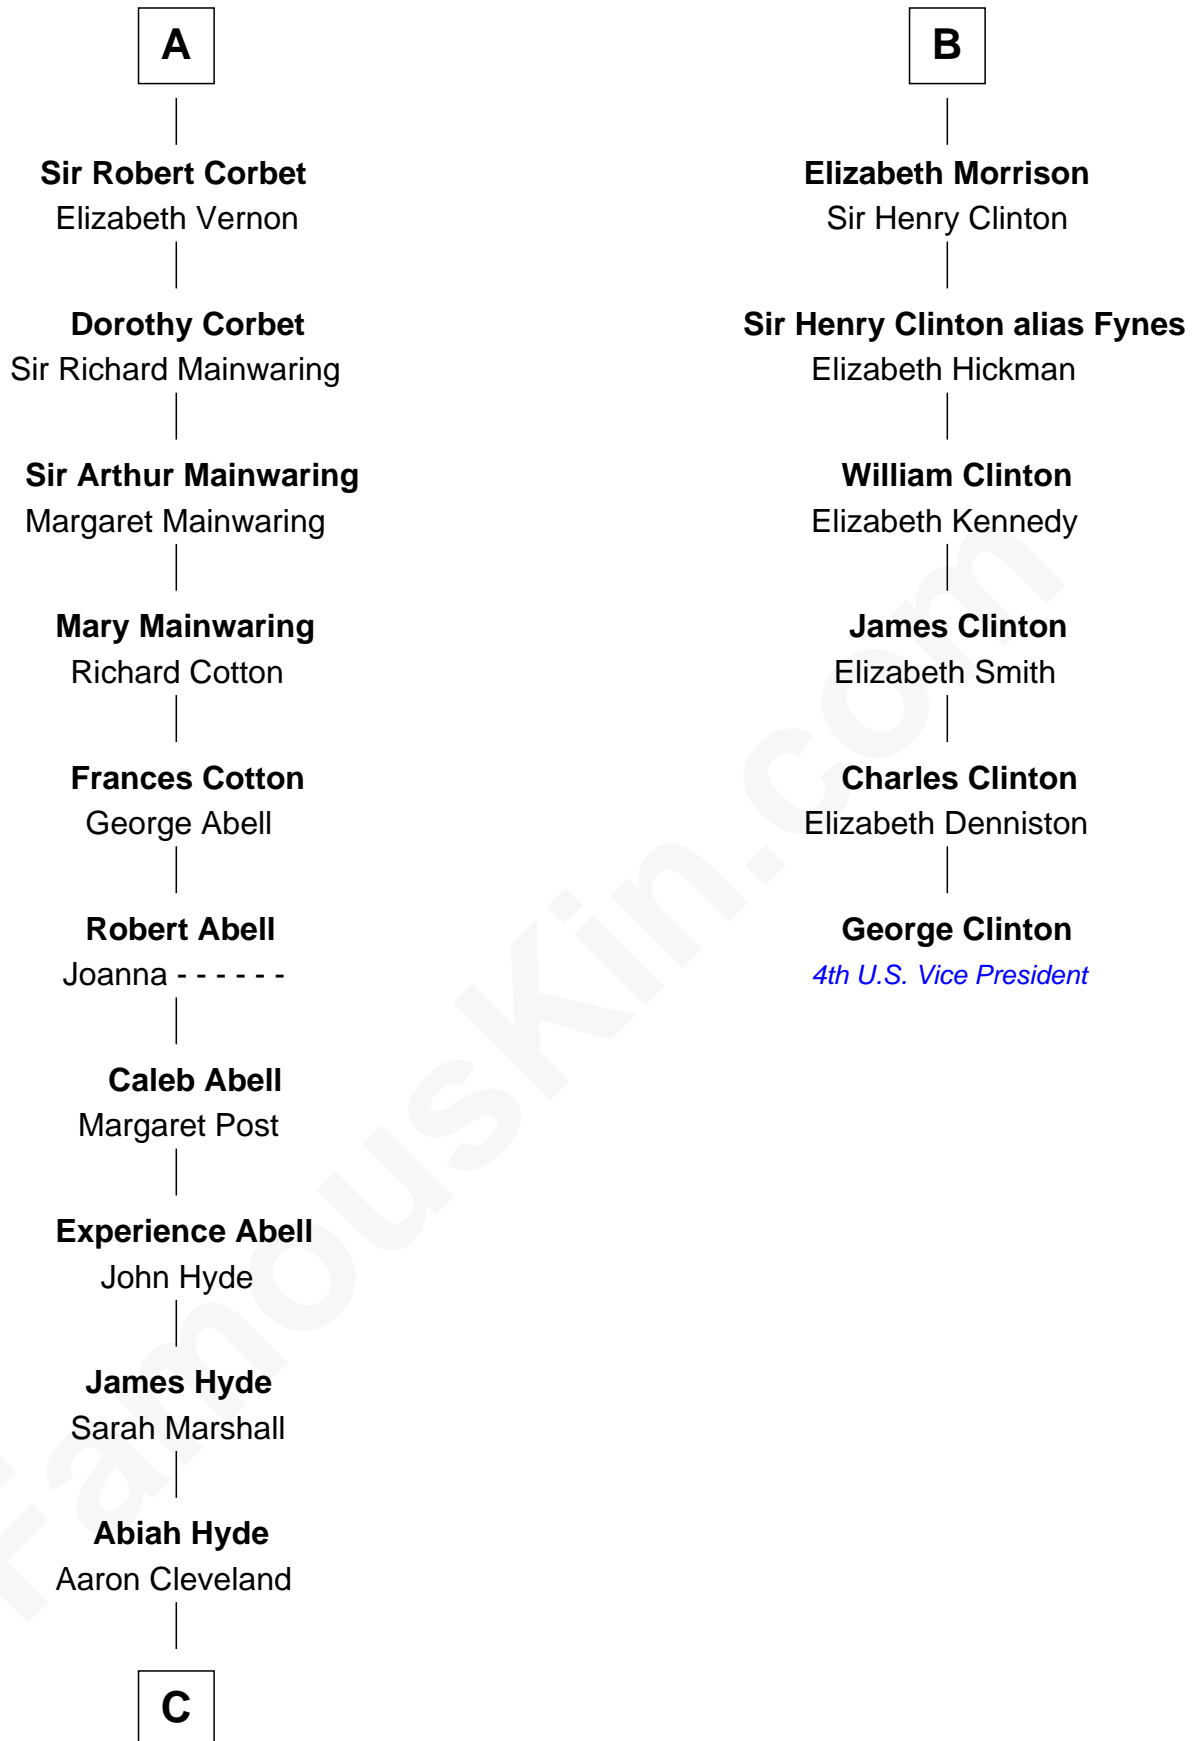 A
Sir Robert Corbet
Elizabeth Vernon
Dorothy Corbet
Sir Richard Mainwaring
Sir Arthur Mainwaring
Margaret Mainwaring
Mary Mainwaring
Richard Cotton
Frances Cotton
George Abell
Robert Abell
Joanna - - - - - -
Caleb Abell
Margaret Post
Experience Abell
John Hyde
James Hyde
Sarah Marshall
Abiah Hyde
Aaron Cleveland
C
B
Elizabeth Morrison
Sir Henry Clinton
Sir Henry Clinton alias Fynes
Elizabeth Hickman
William Clinton
Elizabeth Kennedy
James Clinton
Elizabeth Smith
Charles Clinton
Elizabeth Denniston
George Clinton
4th U.S. Vice President
FamousKin.com